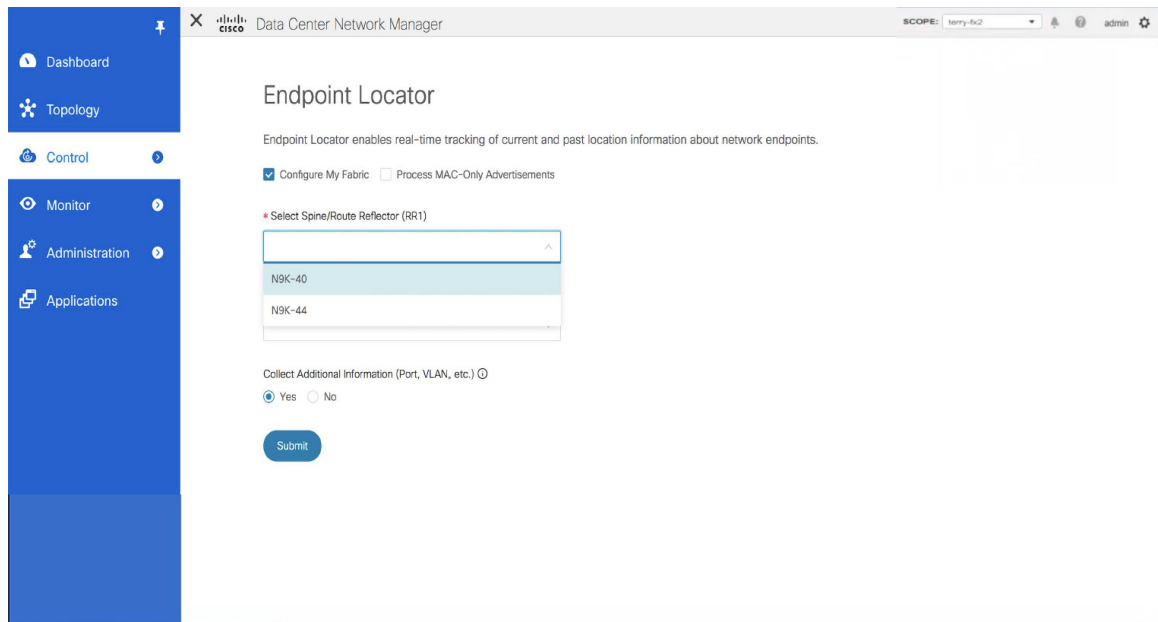 CISCO Data Center Network Manager
SCOPE: terry-fx2
admin
Dashboard
Topology
Control
Monitor
Administration
Applications
Endpoint Locator
Endpoint Locator enables real-time tracking of current and past location information about network endpoints.
Configure My Fabric Process MAC-Only Advertisements
* Select Spine/Route Reflector (RR1)
N9K-40
N9K-44
Collect Additional Information (Port, VLAN, etc.)
Yes No
Submit